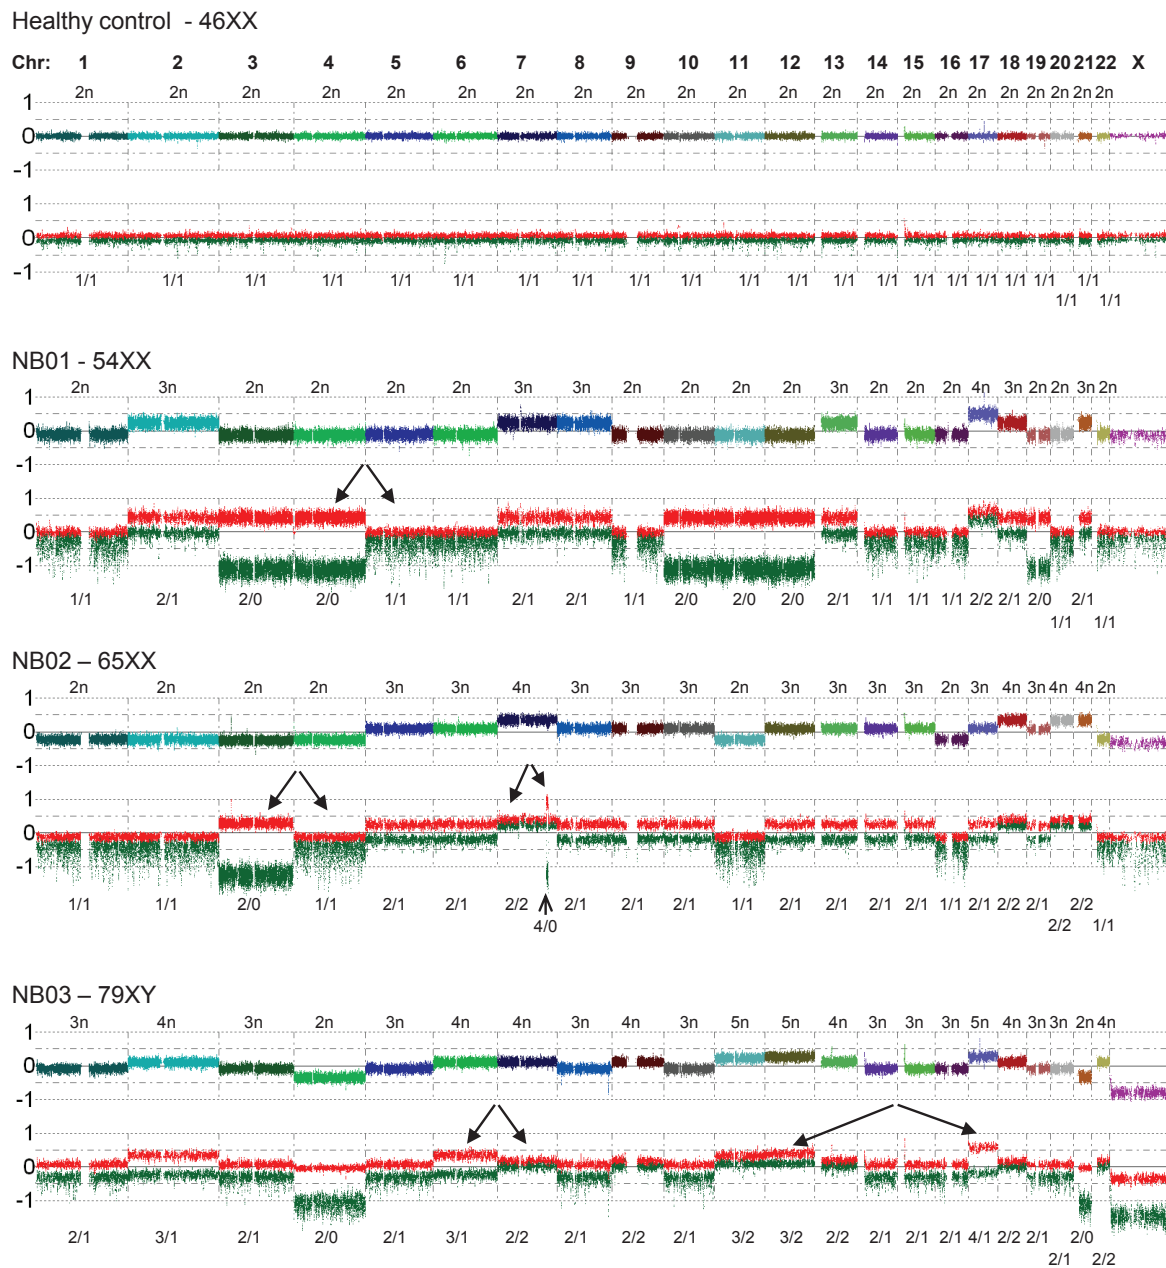 Healthy control - 46XX
Chr: 1 2 3 4 5 6 7 8 9 10 11 12 13 14 15 16 17 18 19 20 21 22 X
2n 2n 2n 2n 2n 2n 2n 2n 2n 2n 2n 2n 2n 2n 2n 2n 2n 2n 2n 2n 2n 2n
1
0
-1
1
0
-1
1/1 1/1 1/1 1/1 1/1 1/1 1/1 1/1 1/1 1/1 1/1 1/1 1/1 1/1 1/1 1/1 1/1 1/1 1/1 1/1
1/1 1/1
NB01 - 54XX
2n 3n 2n 2n 2n 2n 3n 3n 2n 2n 2n 2n 3n 2n 2n 2n 4n 3n 2n 2n 3n 2n
1
0
-1
1
0
-1
1/1 2/1 2/0 2/0 1/1 1/1 2/1 2/1 1/1 2/0 2/0 2/0 2/1 1/1 1/1 1/1 2/2 2/1 2/0 2/1
1/1 1/1
NB02 – 65XX
2n 2n 2n 2n 3n 3n 4n 3n 3n 3n 2n 3n 3n 3n 3n 2n 3n 4n 3n 4n 4n 2n
1
0
-1
1
0
-1
1/1 1/1 2/0 1/1 2/1 2/1 2/2 2/1 2/1 2/1 1/1 2/1 2/1 2/1 2/1 1/1 2/1 2/2 2/1 2/2
4/0 2/2 1/1
NB03 – 79XY
3n 4n 3n 2n 3n 4n 4n 3n 4n 3n 5n 5n 4n 3n 3n 3n 5n 4n 3n 3n 2n 4n
1
0
-1
1
0
-1
2/1 3/1 2/1 2/0 2/1 3/1 2/2 2/1 2/2 2/1 3/2 3/2 2/2 2/1 2/1 2/1 4/1 2/2 2/1 2/0
2/1 2/2